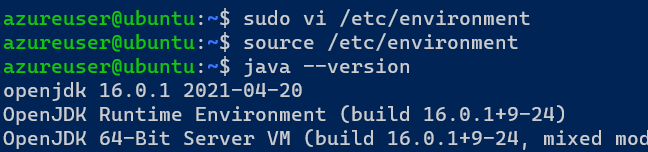 azureuser@ubuntu:~$ sudo vi /etc/environment
azureuser@ubuntu:~$ source /etc/environment
azureuser@ubuntu:~$ java --version
openjdk 16.0.1 2021-04-20
OpenJDK Runtime Environment (build 16.0.1+9-24)
OpenJDK 64-Bit Server VM (build 16.0.1+9-24, mixed mod